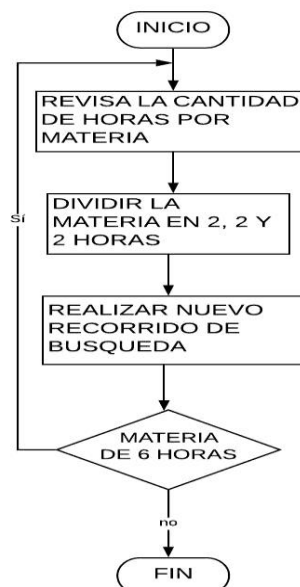 INICIO
REVISA LA CANTIDAD
DE HORAS POR
MATERIA
DIVIDIR LA
MATERIA EN 2, 2 Y
2 HORAS
sí
REALIZAR NUEVO
RECORRIDO DE
BUSQUEDA
MATERIA
DE 6 HORAS
no
FIN